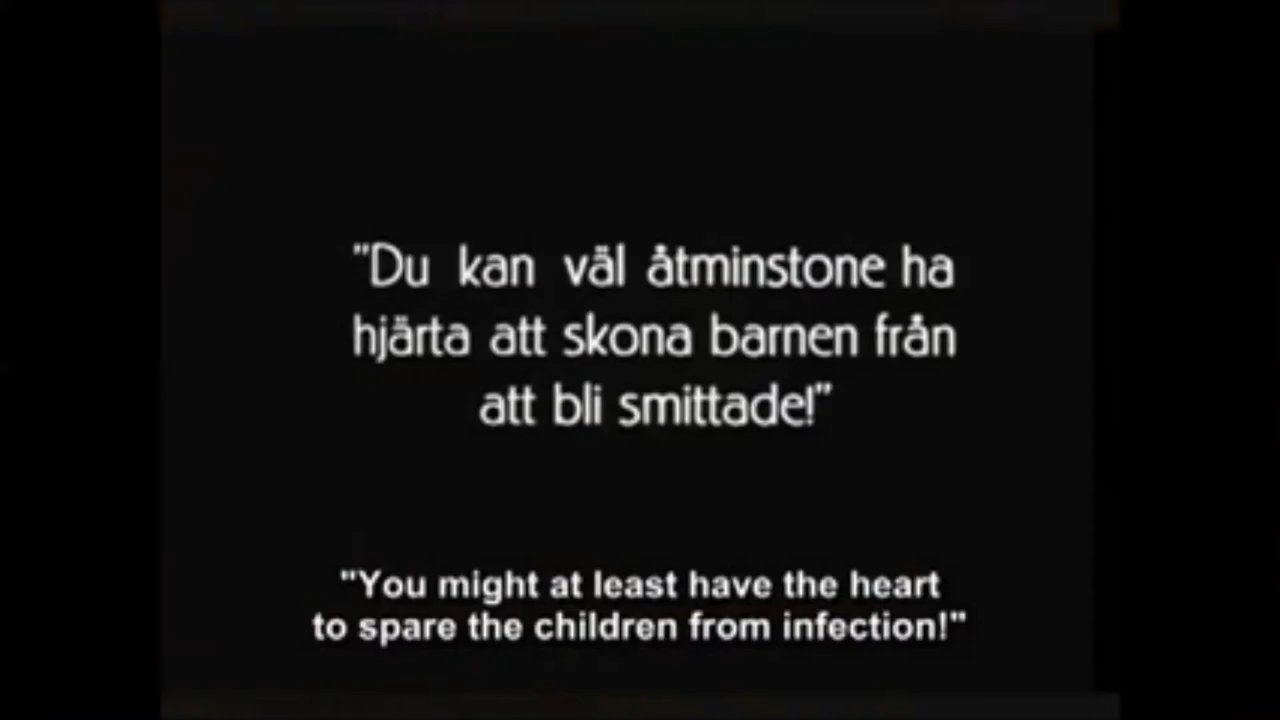 ”Du kan väl åtminstone ha
hjärta att skona barnen från
att bli smittade!”
"You might at least have the heart
to spare the children from infection!"